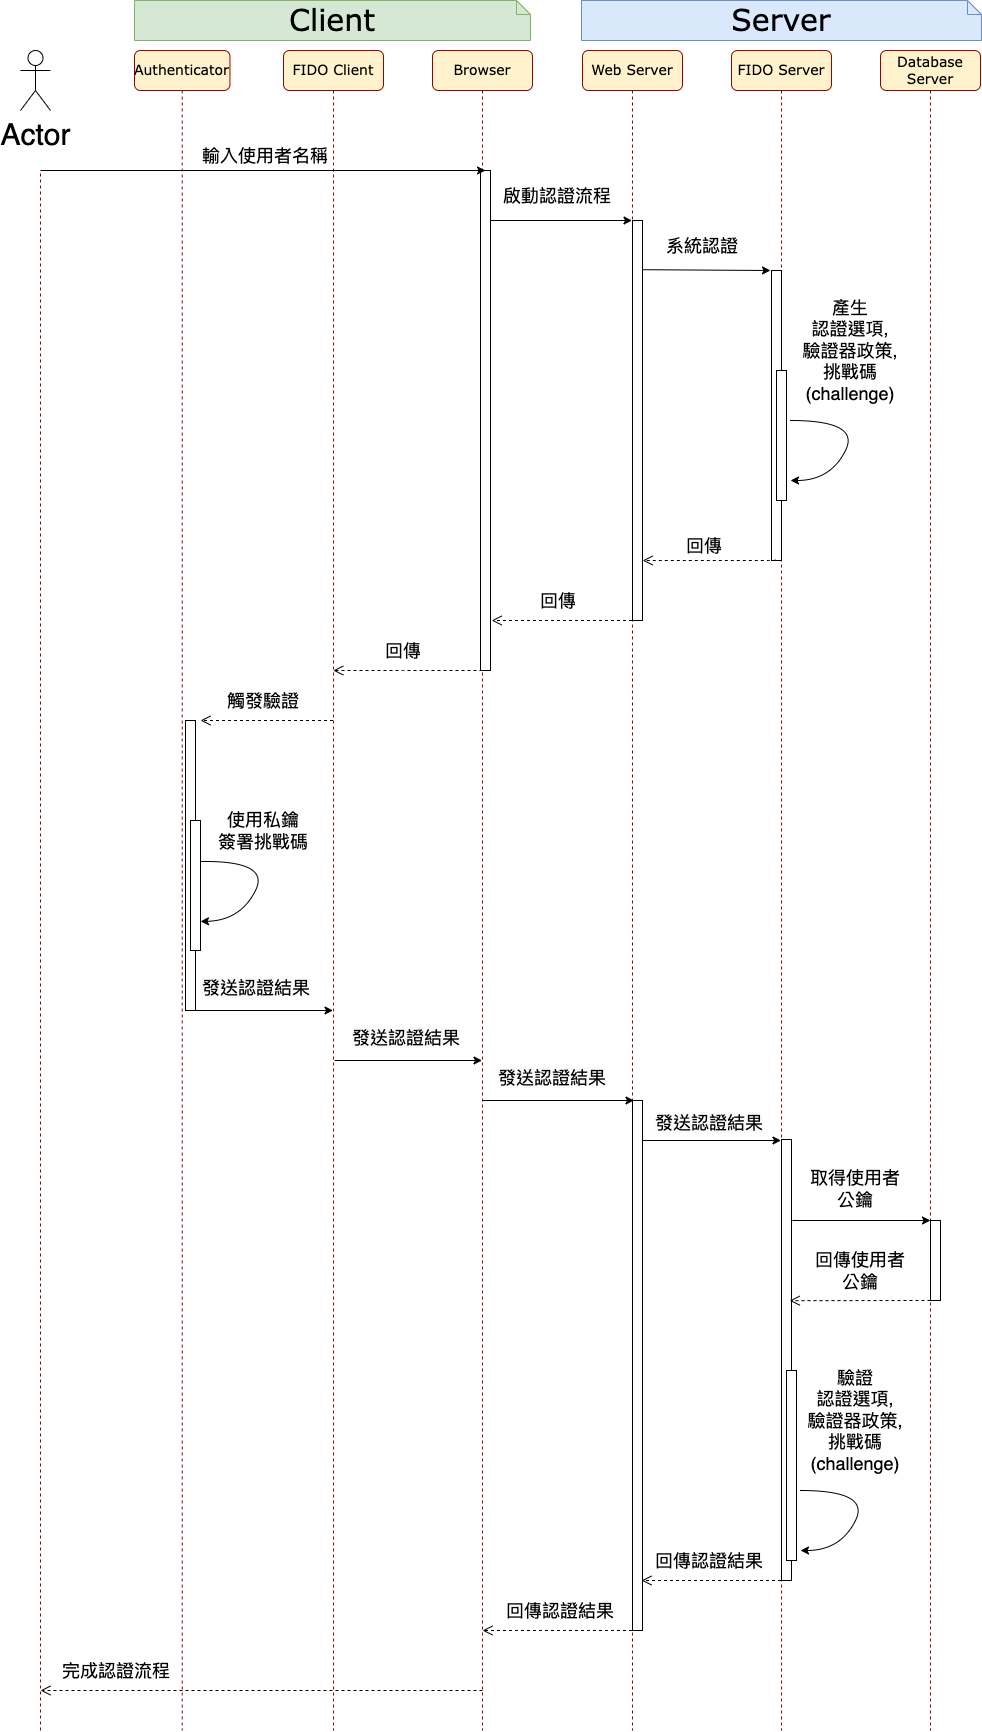 Client
Server
Actor
Authenticator
FIDO Client
Browser
Web Server
FIDO Server
Database
Server
輸入使用者名稱
啟動認證流程
系統認證
產生
認證選項,
驗證器政策,
挑戰碼
(challenge)
回傳
回傳
回傳
觸發驗證
使用私鑰
簽署挑戰碼
發送認證結果
發送認證結果
發送認證結果
發送認證結果
取得使用者
公鑰
回傳使用者
公鑰
驗證
認證選項,
驗證器政策,
挑戰碼
(challenge)
回傳認證結果
回傳認證結果
完成認證流程